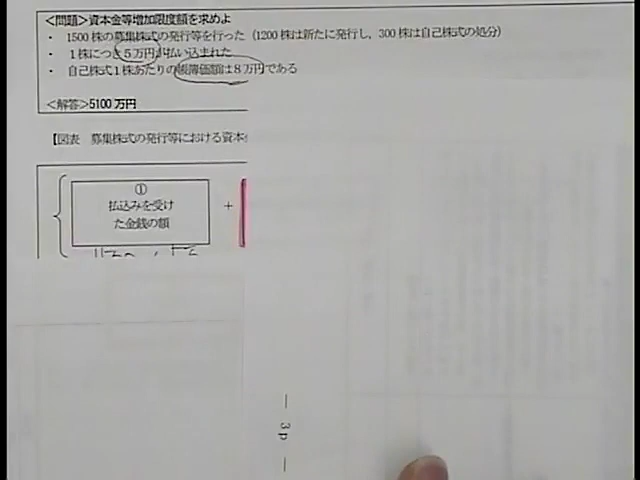 <問題>資本金等増加限度額を求めよ
・ 1500株の募集株式の発行等を行った(1200株は新たに発行し,300株は自己株式の処分)
・ 1株につき5万円が払い込まれた
・ 自己株式1株あたりの帳簿価額は8万円である
<解答>5100万円
【図表 募集株式の発行等における資本
①
払込みを受け
た金銭の額
+
― 3p ―